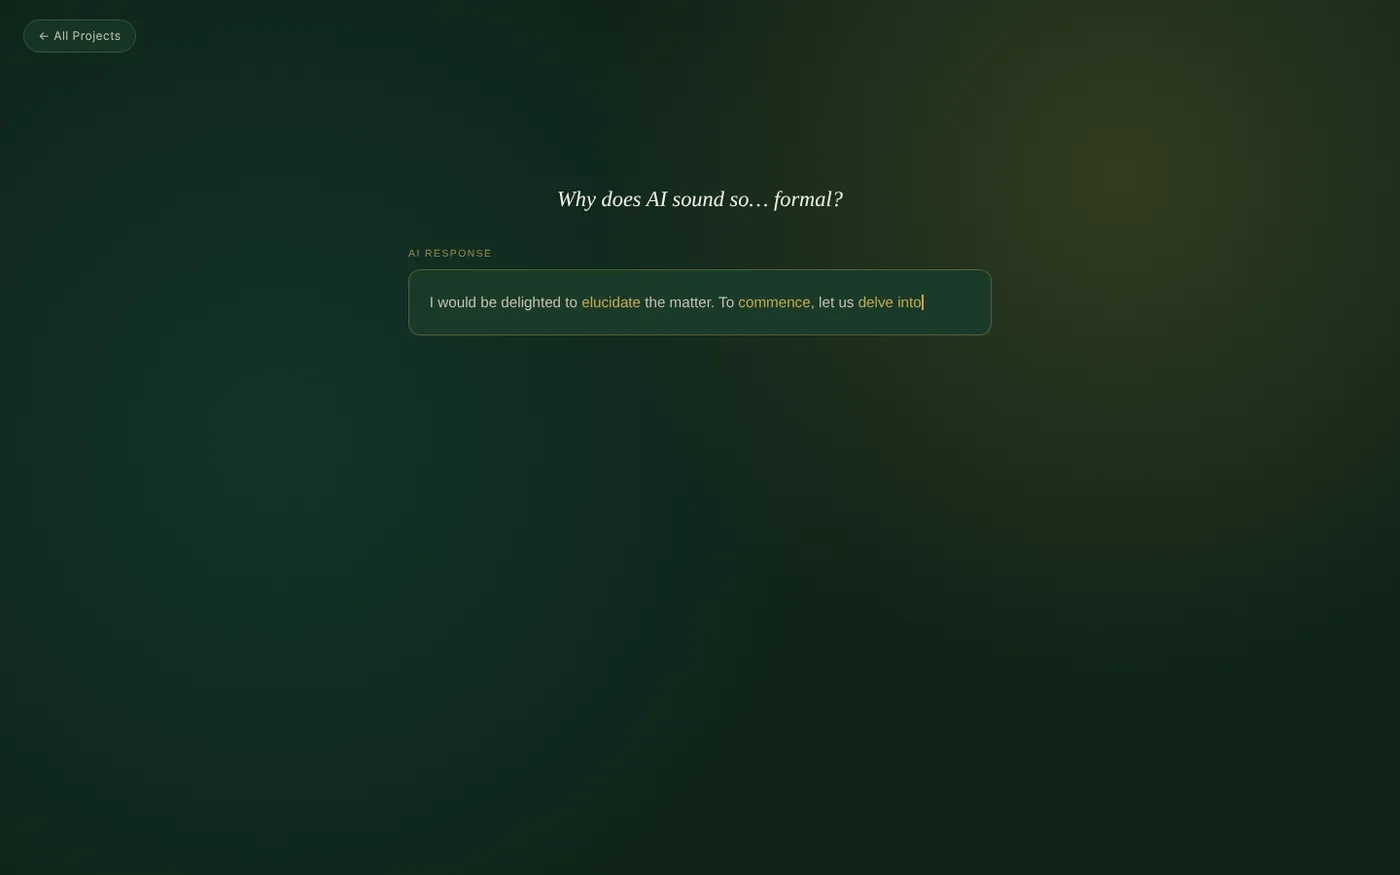 ← All Projects
Why does AI sound so… formal?
AI RESPONSE
I would be delighted to elucidate the matter. To commence, let us delve into